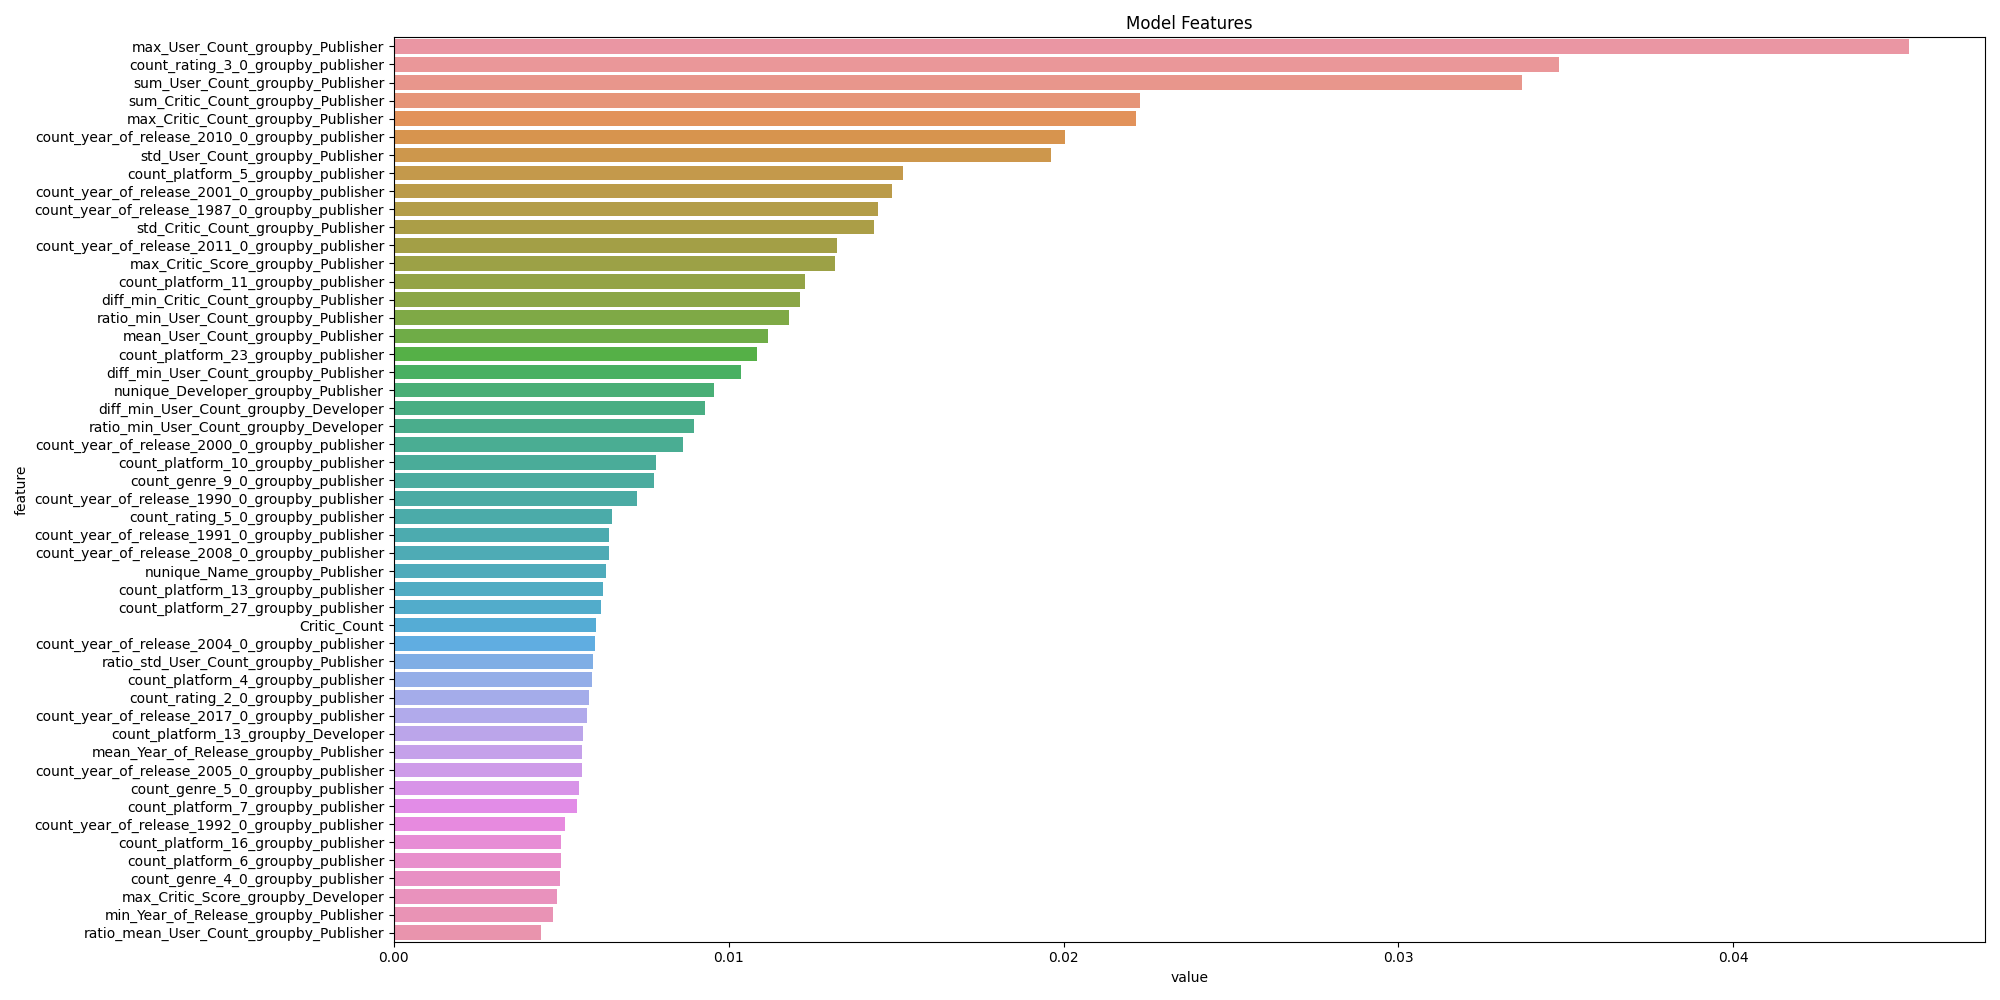 Model Features
max_User_Count_groupby_Publisher
count_rating_3_0_groupby_publisher
sum_User_Count_groupby_Publisher
sum_Critic_Count_groupby_Publisher
max_Critic_Count_groupby_Publisher
count_year_of_release_2010_0_groupby_publisher
std_User_Count_groupby_Publisher
count_platform_5_groupby_publisher
count_year_of_release_2001_0_groupby_publisher
count_year_of_release_1987_0_groupby_publisher
std_Critic_Count_groupby_Publisher
count_year_of_release_2011_0_groupby_publisher
max_Critic_Score_groupby_Publisher
count_platform_11_groupby_publisher
diff_min_Critic_Count_groupby_Publisher
ratio_min_User_Count_groupby_Publisher
mean_User_Count_groupby_Publisher
count_platform_23_groupby_publisher
diff_min_User_Count_groupby_Publisher
nunique_Developer_groupby_Publisher
diff_min_User_Count_groupby_Developer
ratio_min_User_Count_groupby_Developer
count_year_of_release_2000_0_groupby_publisher
count_platform_10_groupby_publisher
count_genre_9_0_groupby_publisher
count_year_of_release_1990_0_groupby_publisher
count_rating_5_0_groupby_publisher
count_year_of_release_1991_0_groupby_publisher
count_year_of_release_2008_0_groupby_publisher
nunique_Name_groupby_Publisher
count_platform_13_groupby_publisher
count_platform_27_groupby_publisher
Critic_Count
count_year_of_release_2004_0_groupby_publisher
ratio_std_User_Count_groupby_Publisher
count_platform_4_groupby_publisher
count_rating_2_0_groupby_publisher
count_year_of_release_2017_0_groupby_publisher
count_platform_13_groupby_Developer
mean_Year_of_Release_groupby_Publisher
count_year_of_release_2005_0_groupby_publisher
count_genre_5_0_groupby_publisher
count_platform_7_groupby_publisher
count_year_of_release_1992_0_groupby_publisher
count_platform_16_groupby_publisher
count_platform_6_groupby_publisher
count_genre_4_0_groupby_publisher
max_Critic_Score_groupby_Developer
min_Year_of_Release_groupby_Publisher
ratio_mean_User_Count_groupby_Publisher
feature
0.00 0.01 0.02 0.03 0.04
value